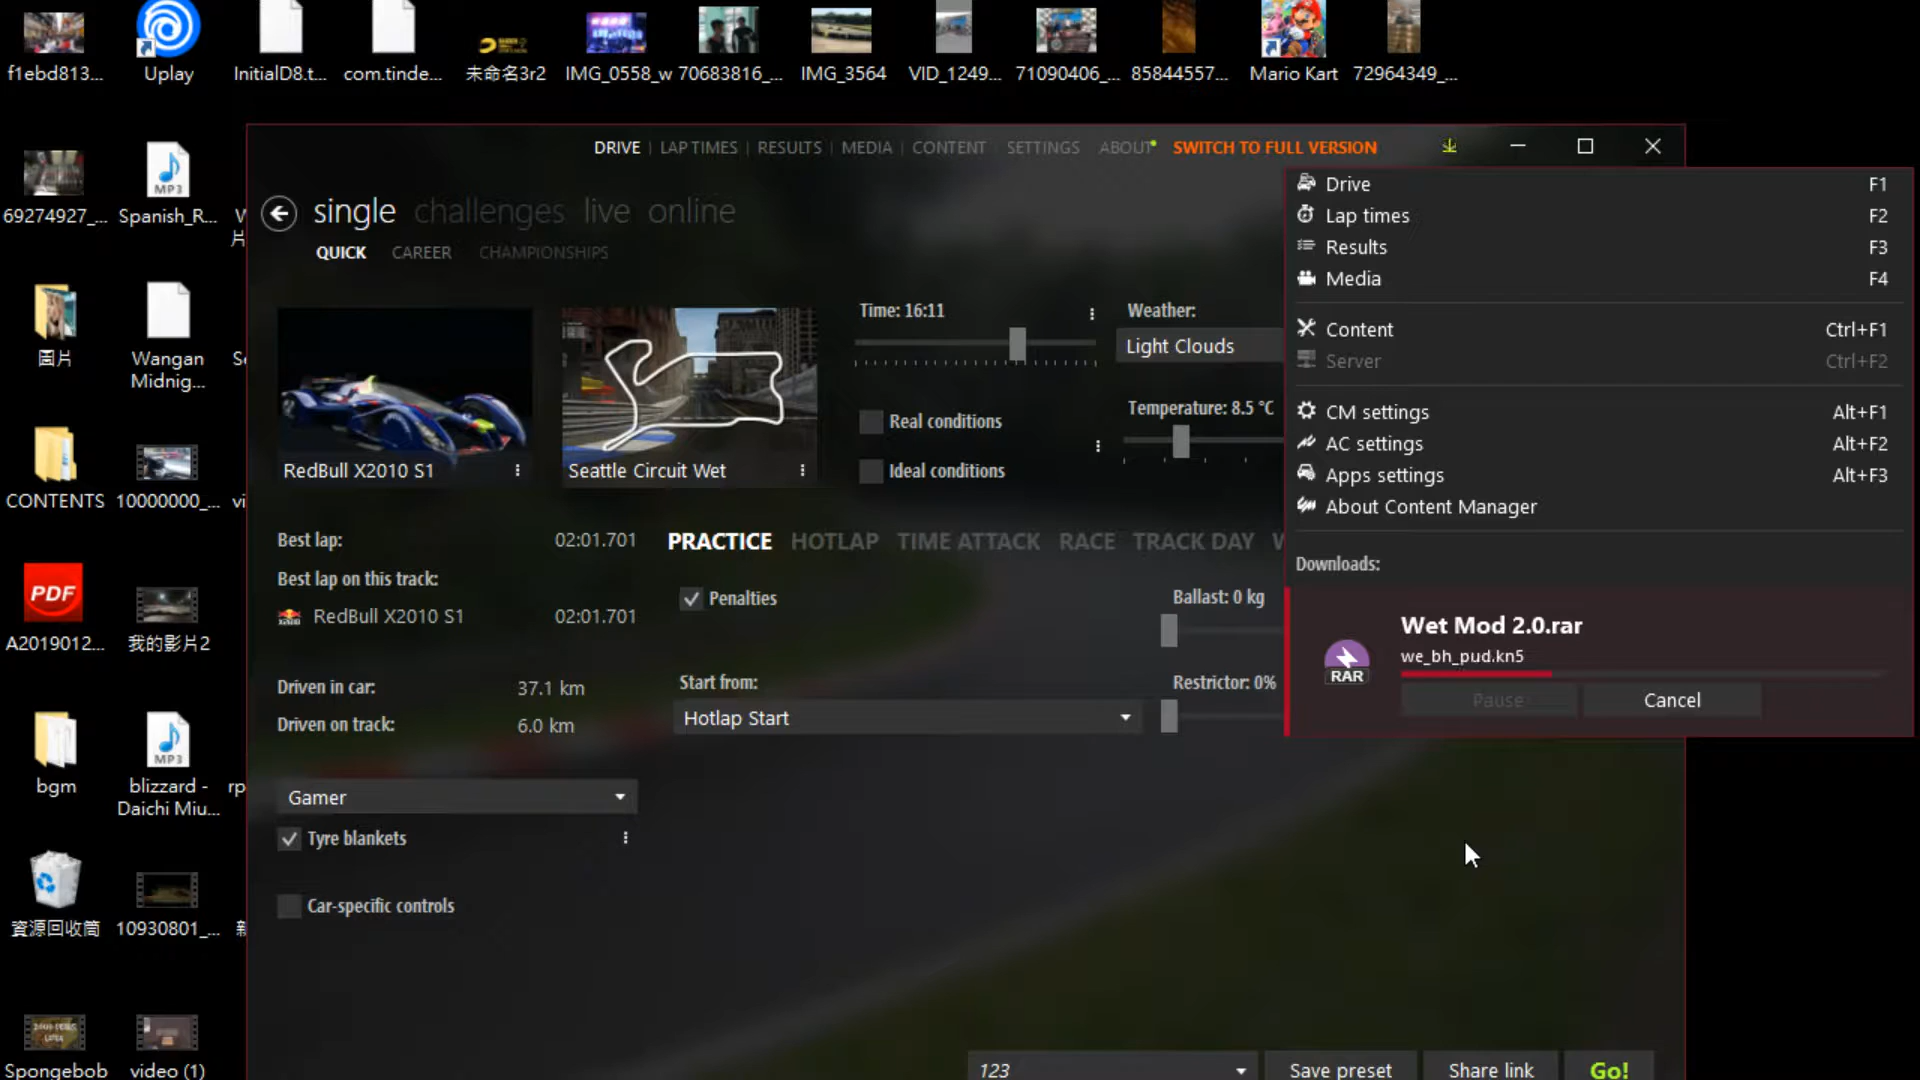 f1ebd813...
Uplay
InitialD8.t...
com.tinde...
未命名3r2
IMG_0558_w
70683816_...
IMG_3564
VID_1249...
71090406_...
85844557...
Mario Kart
72964349_...
DRIVE | LAP TIMES | RESULTS | MEDIA | CONTENT | SETTINGS | ABOUT SWITCH TO FULL VERSION
MP3
69274927_...
Spanish_R...
single challenges live online
QUICK CAREER CHAMPIONSHIPS
Drive F1
Lap times F2
Results F3
Media F4
Content Ctrl+F1
Server Ctrl+F2
CM settings Alt+F1
AC settings Alt+F2
Apps settings Alt+F3
About Content Manager
Downloads:
Wet Mod 2.0.rar
we_bh_pud.kn5
RAR
Pause
Cancel
Time: 16:11
Weather:
Light Clouds
Real conditions
Temperature: 8.5 °C
Ideal conditions
RedBull X2010 S1
Seattle Circuit Wet
圖片
Wangan
Midnig...
CONTENTS
10000000_...
vi
Best lap: 02:01.701
Best lap on this track:
RedBull X2010 S1 02:01.701
PRACTICE HOTLAP TIME ATTACK RACE TRACK DAY
Penalties
Ballast: 0 kg
Driven in car: 37.1 km
Driven on track: 6.0 km
Start from:
Hotlap Start
Restrictor: 0%
PDF
A2019012...
我的影片2
Gamer
Tyre blankets
Car-specific controls
MP3
bgm
blizzard -
Daichi Miu...
rp
資源回收筒
10930801_...
Spongebob
video (1)
123
Save preset
Share link
Go!